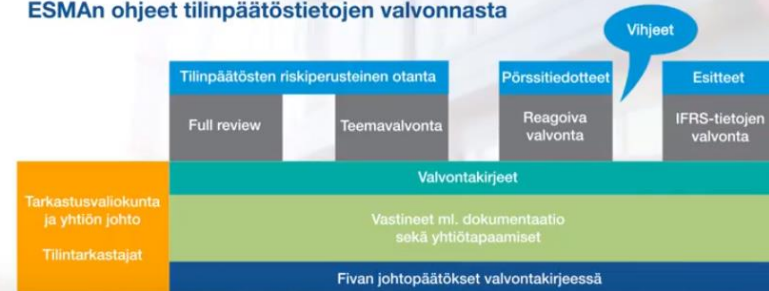 ESMAn ohjeet tilinpäätöstietojen valvonnasta
Vihjeet
Tilinpäätösten riskiperusteinen otanta
Pörssitiedotteet
Esitteet
Full review
Teemavalvonta
Reagoiva
valvonta
IFRS-tietojen
valvonta
Valvontakirjeet
Tarkastusvaliokunta
ja yhtiön johto
Tilintarkastajat
Vastineet ml. dokumentaatio
sekä yhtiötapaamiset
Fivan johtopäätökset valvontakirjeessä